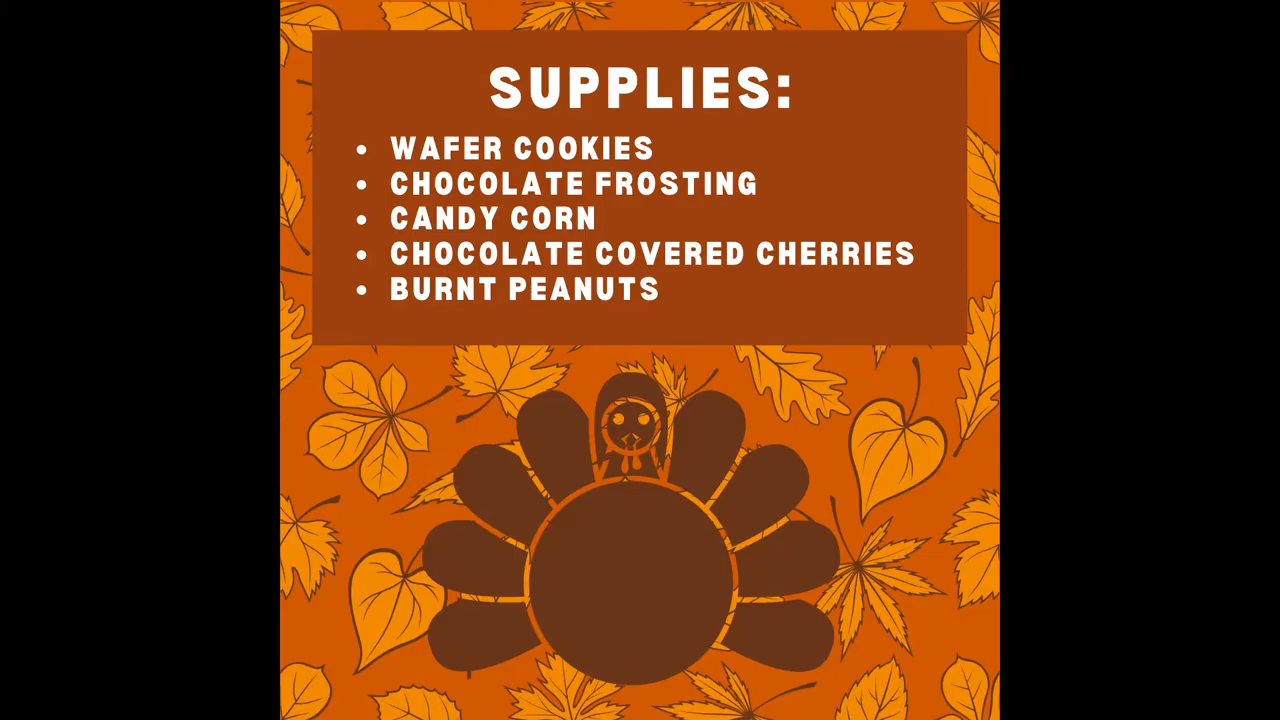 SUPPLIES:
• WAFER COOKIES
• CHOCOLATE FROSTING
• CANDY CORN
• CHOCOLATE COVERED CHERRIES
• BURNT PEANUTS